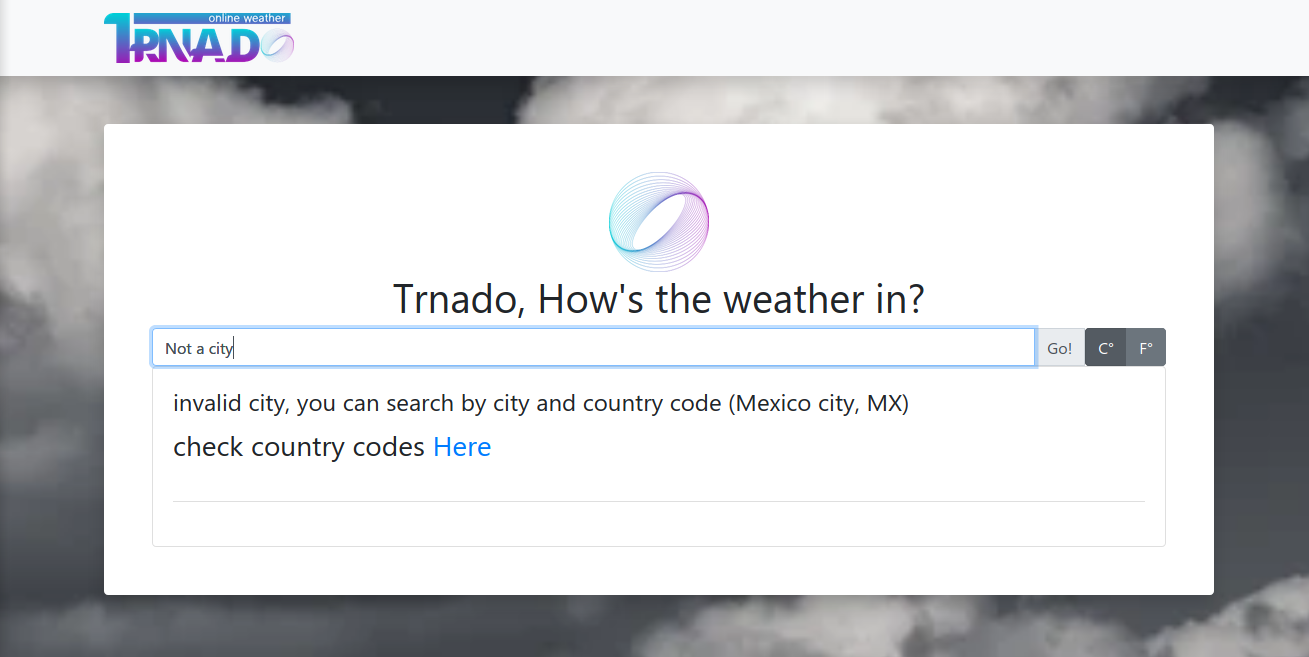 online weather
TRNADO
Trnado, How's the weather in?
Not a city
Go!
C°
F°
invalid city, you can search by city and country code (Mexico city, MX)
check country codes Here